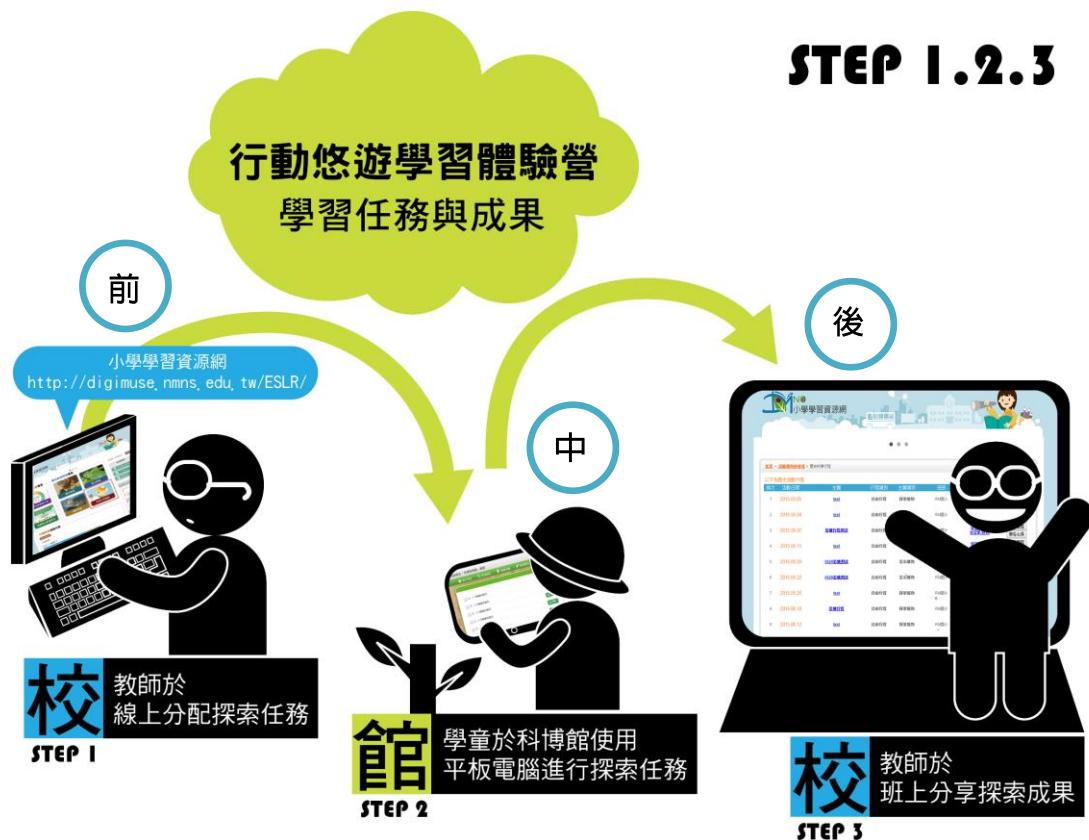 STEP 1.2.3
行動悠遊學習體驗營
學習任務與成果
前
小學學習資源網
http://digimuse.nmns.edu.tw/ESLR/
校
教師於
線上分配探索任務
STEP 1
中
館
學童於科博館使用
平板電腦進行探索任務
STEP 2
後
小學學習資源網
校
教師於
班上分享探索成果
STEP 3